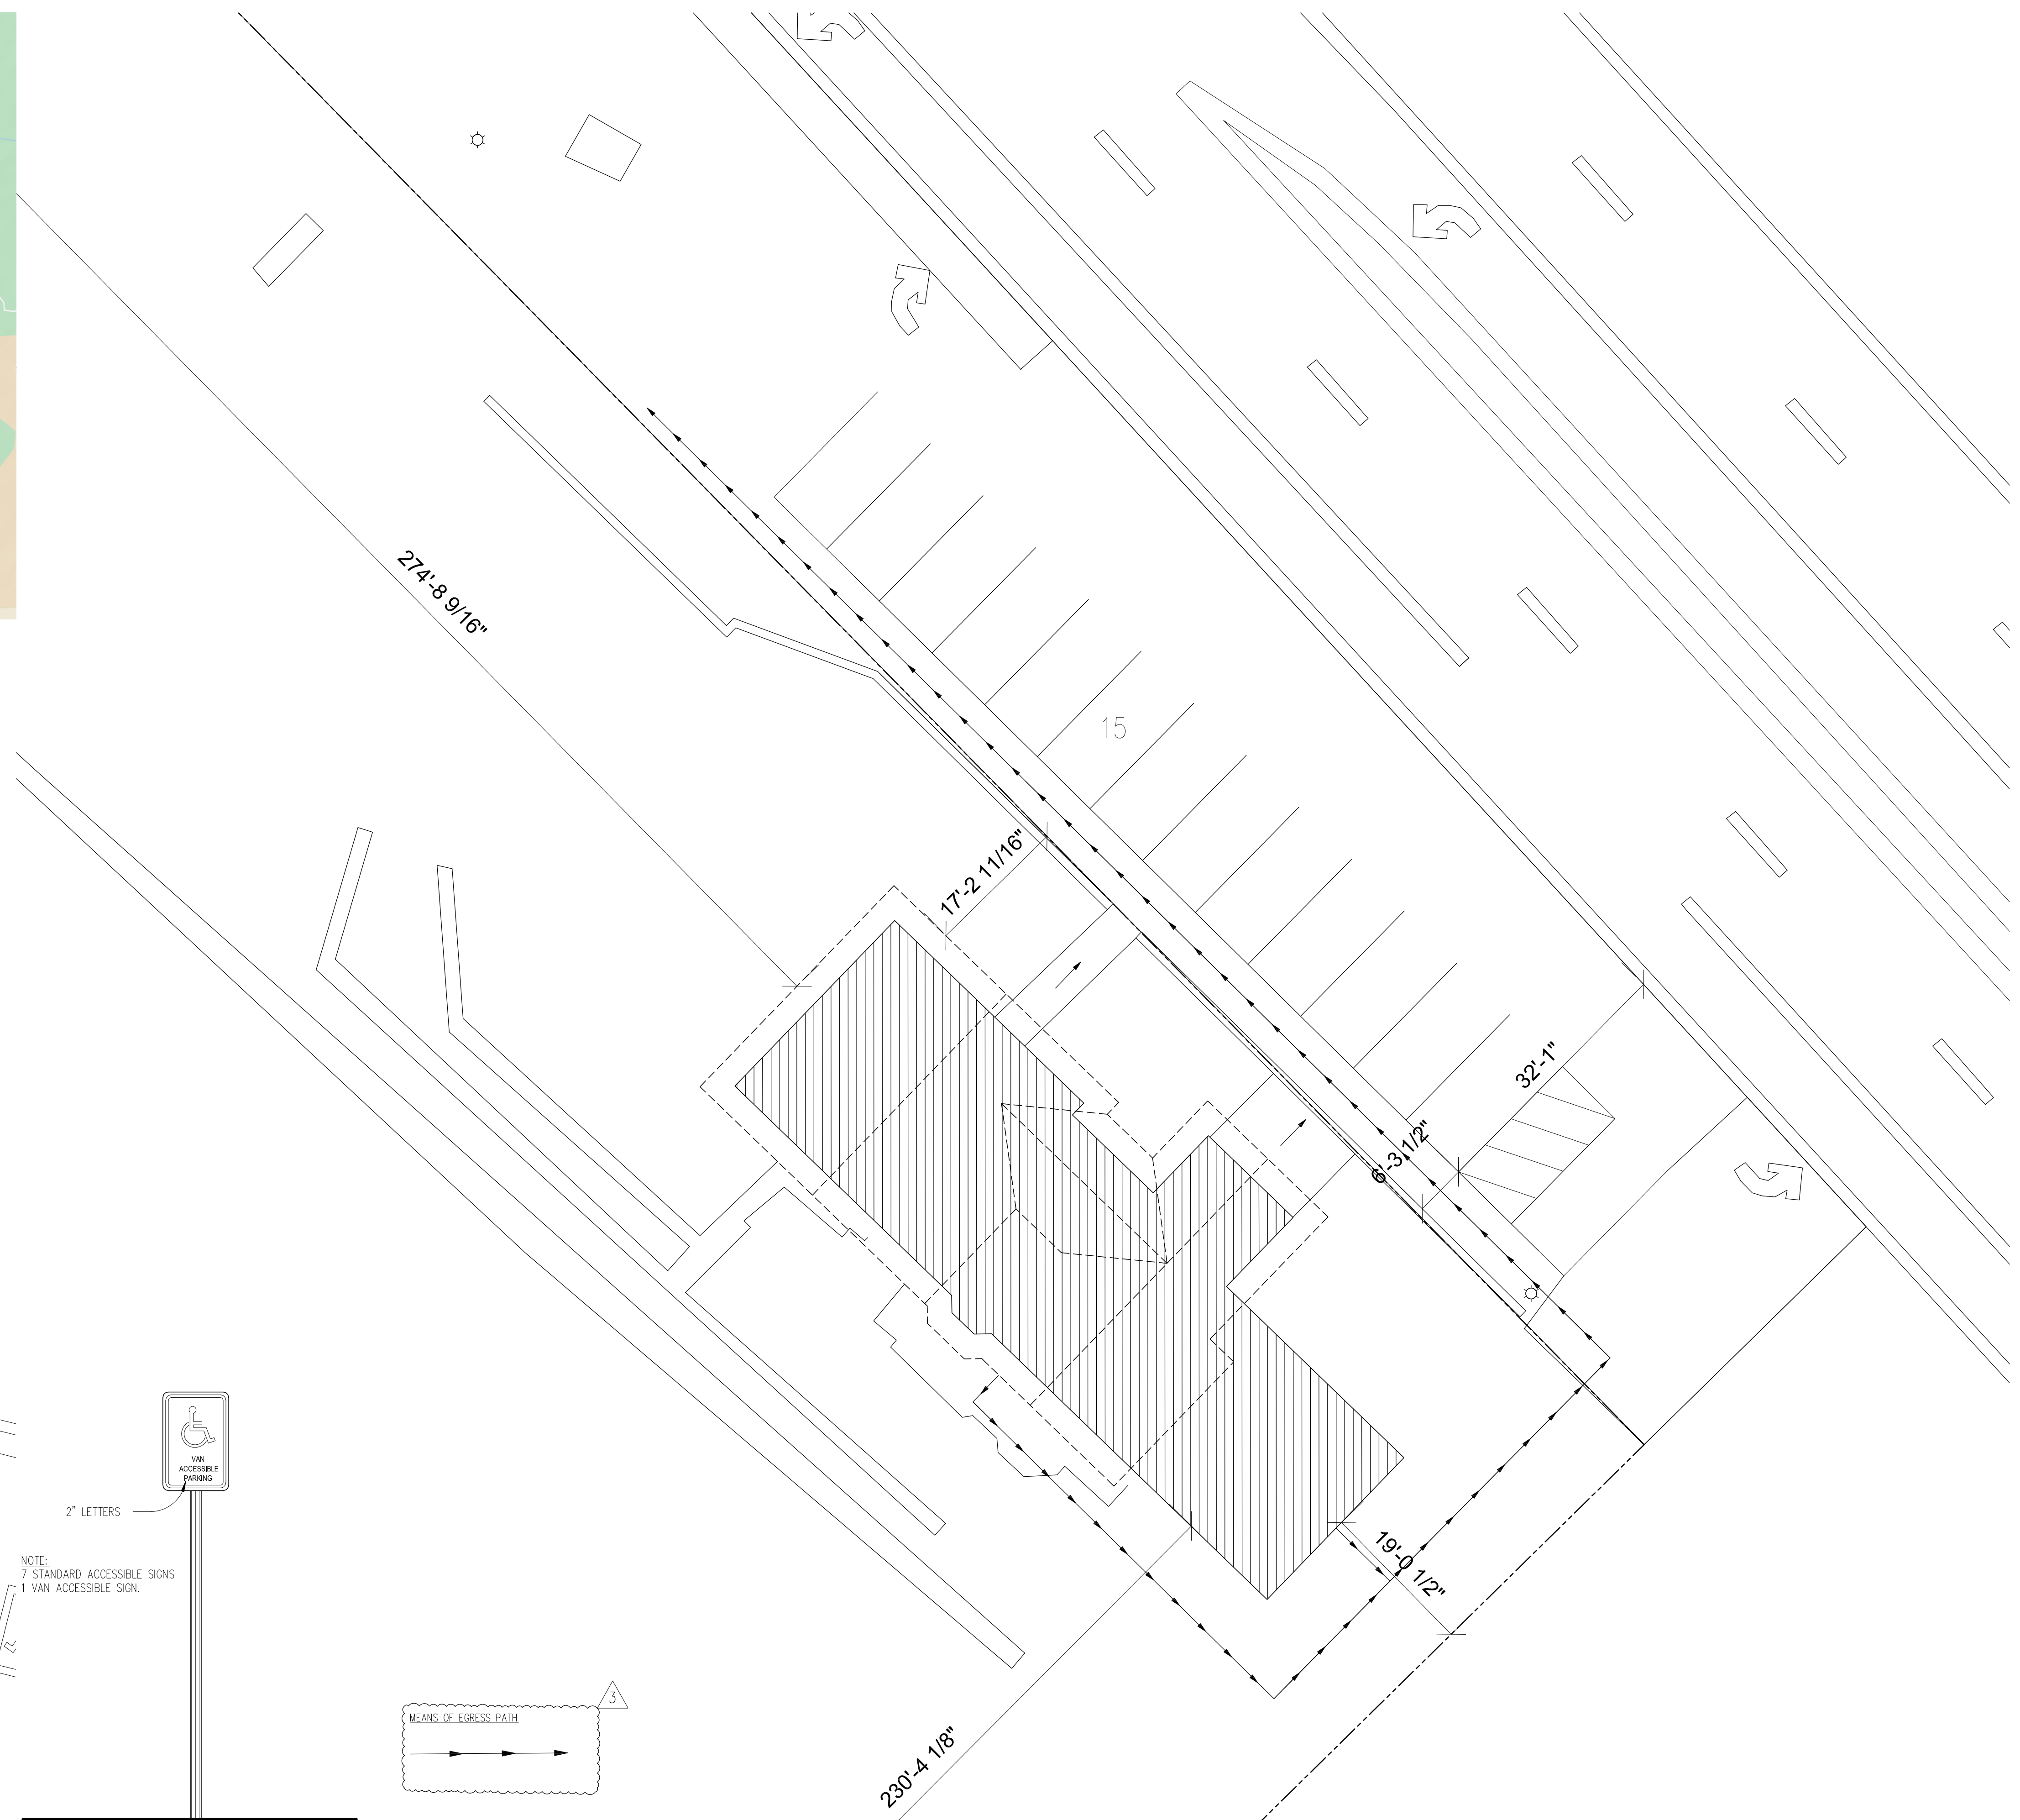 274'-8 9/16"
15
17'-2 11/16"
32'-1"
6'-3 1/2"
19'-0 1/2"
230'-4 1/8"
VAN
ACCESSIBLE
PARKING
2" LETTERS
NOTE:
7 STANDARD ACCESSIBLE SIGNS
1 VAN ACCESSIBLE SIGN.
3
MEANS OF EGRESS PATH